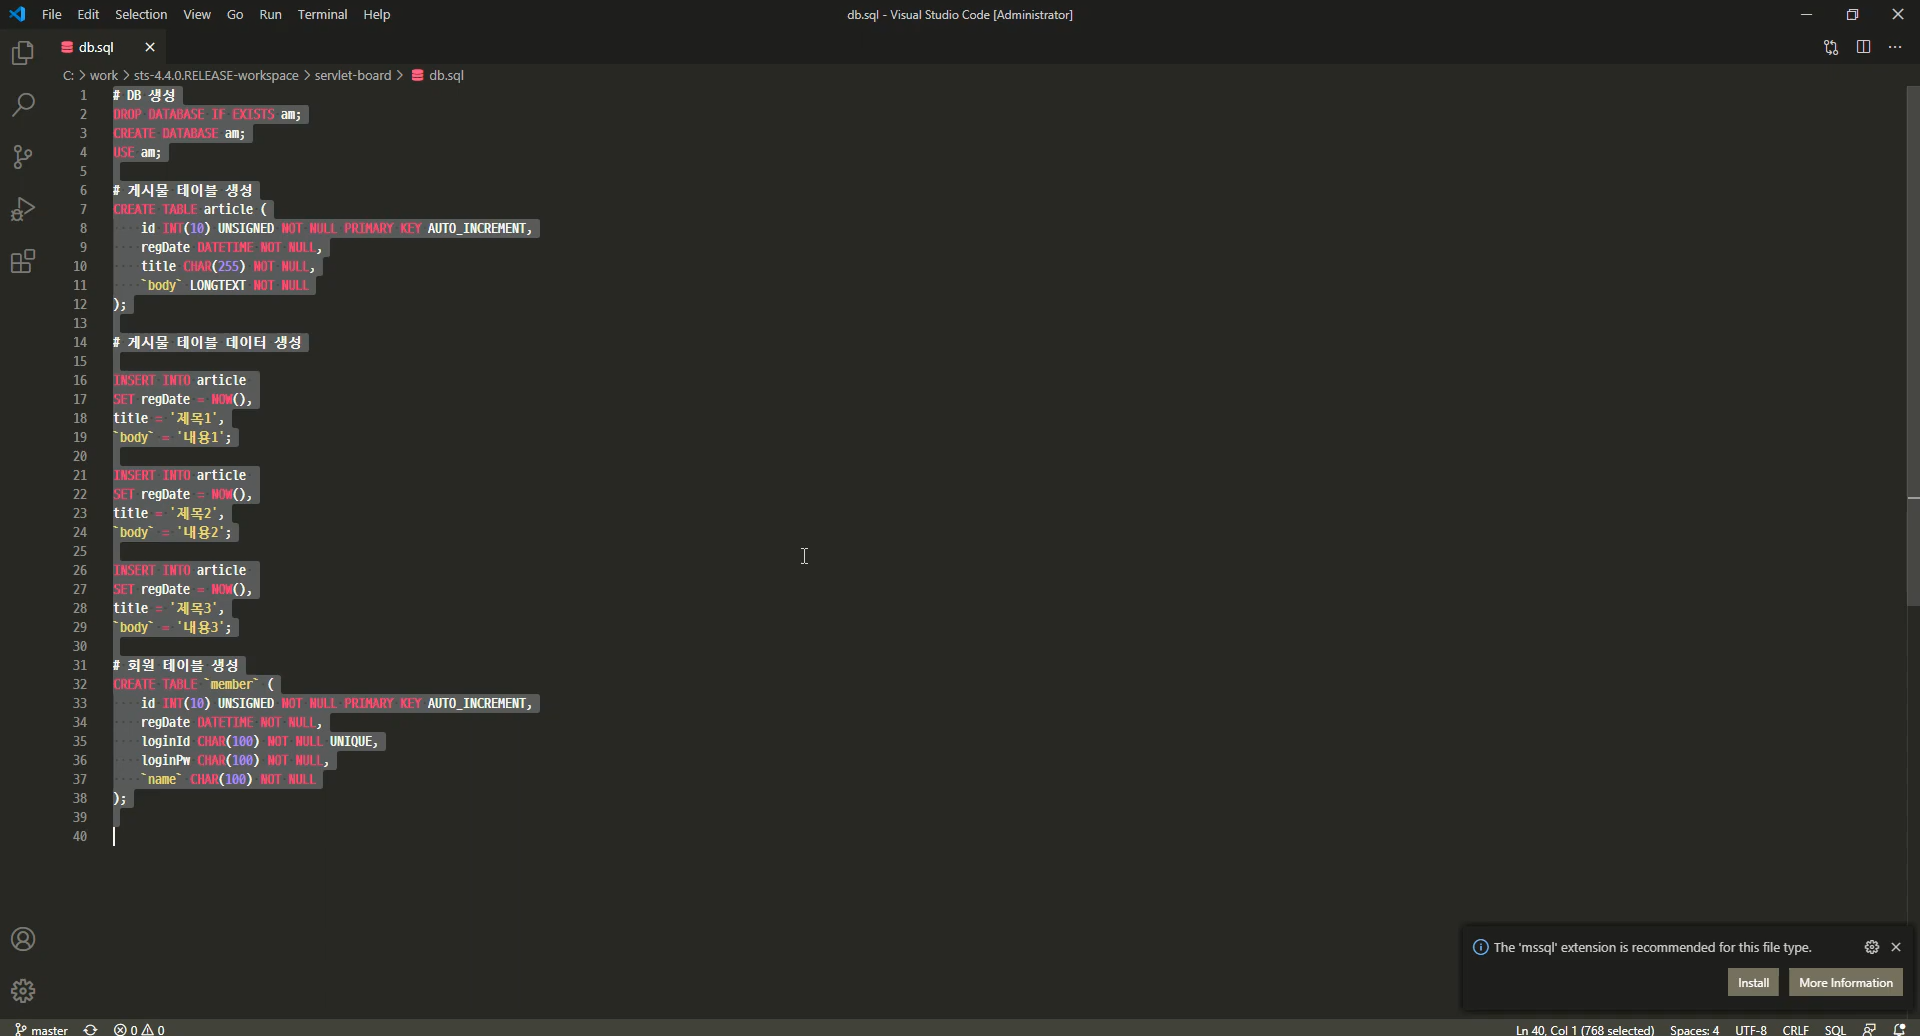 File Edit Selection View Go Run Terminal Help
db.sql - Visual Studio Code [Administrator]
db.sql
C: > work > sts-4.4.0.RELEASE-workspace > servlet-board > db.sql
1 # DB 생성
2 DROP DATABASE IF EXISTS am;
3 CREATE DATABASE am;
4 USE am;
5
6 # 게시물 테이블 생성
7 CREATE TABLE article (
8 id INT(10) UNSIGNED NOT NULL PRIMARY KEY AUTO_INCREMENT,
9 regDate DATETIME NOT NULL,
10 title CHAR(255) NOT NULL,
11 `body` LONGTEXT NOT NULL
12 );
13
14 # 게시물 테이블 데이터 생성
15
16 INSERT INTO article
17 SET regDate = NOW(),
18 title = '제목1',
19 `body` = '내용1';
20
21 INSERT INTO article
22 SET regDate = NOW(),
23 title = '제목2',
24 `body` = '내용2';
25
26 INSERT INTO article
27 SET regDate = NOW(),
28 title = '제목3',
29 `body` = '내용3';
30
31 # 회원 테이블 생성
32 CREATE TABLE `member` (
33 id INT(10) UNSIGNED NOT NULL PRIMARY KEY AUTO_INCREMENT,
34 regDate DATETIME NOT NULL,
35 loginId CHAR(100) NOT NULL UNIQUE,
36 loginPw CHAR(100) NOT NULL,
37 `name` CHAR(100) NOT NULL
38 );
39
40
The 'mssql' extension is recommended for this file type.
Install More Information
master 0 0 Ln 40, Col 1 (768 selected) Spaces: 4 UTF-8 CRLF SQL